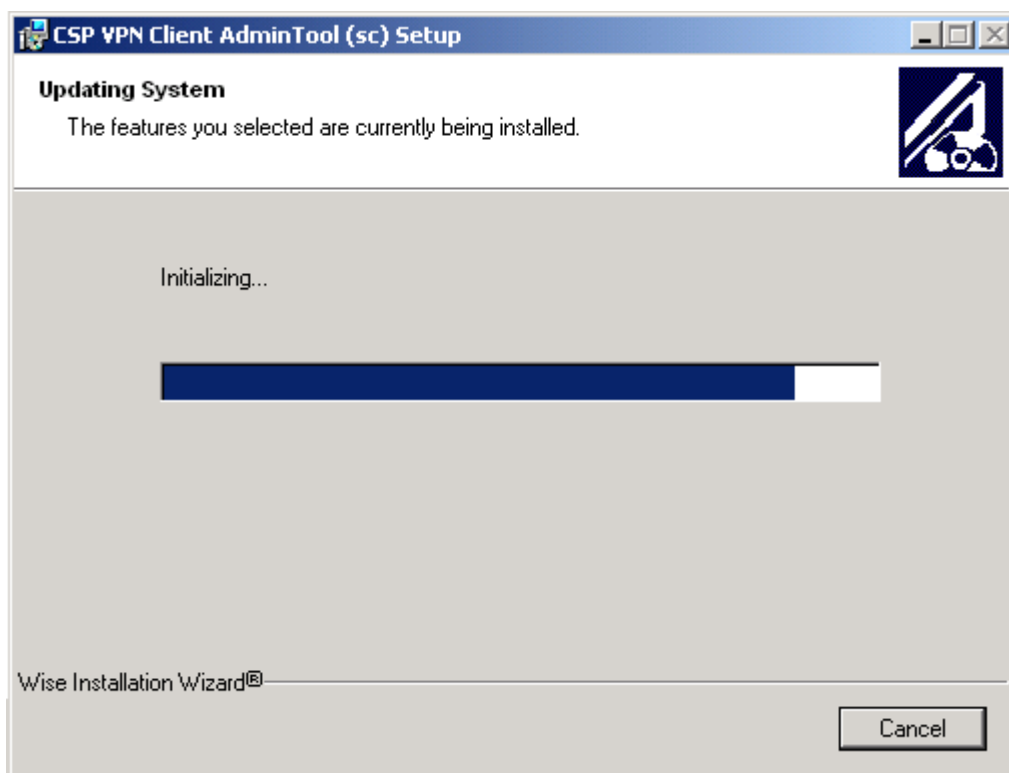 CSP VPN Client AdminTool (sc) Setup
Updating System
The features you selected are currently being installed.
Initializing...
Wise Installation Wizard®
Cancel